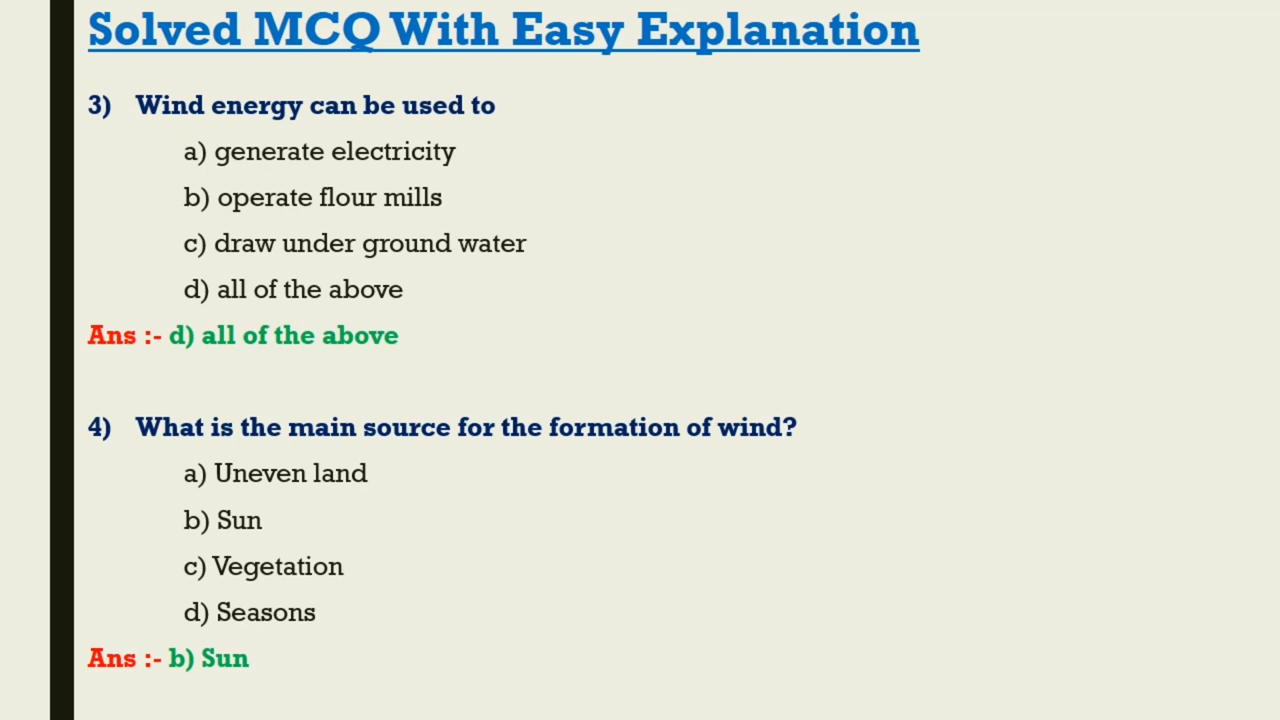 Solved MCQ With Easy Explanation
3) Wind energy can be used to
a) generate electricity
b) operate flour mills
c) draw under ground water
d) all of the above
Ans :- d) all of the above
4) What is the main source for the formation of wind?
a) Uneven land
b) Sun
c) Vegetation
d) Seasons
Ans :- b) Sun